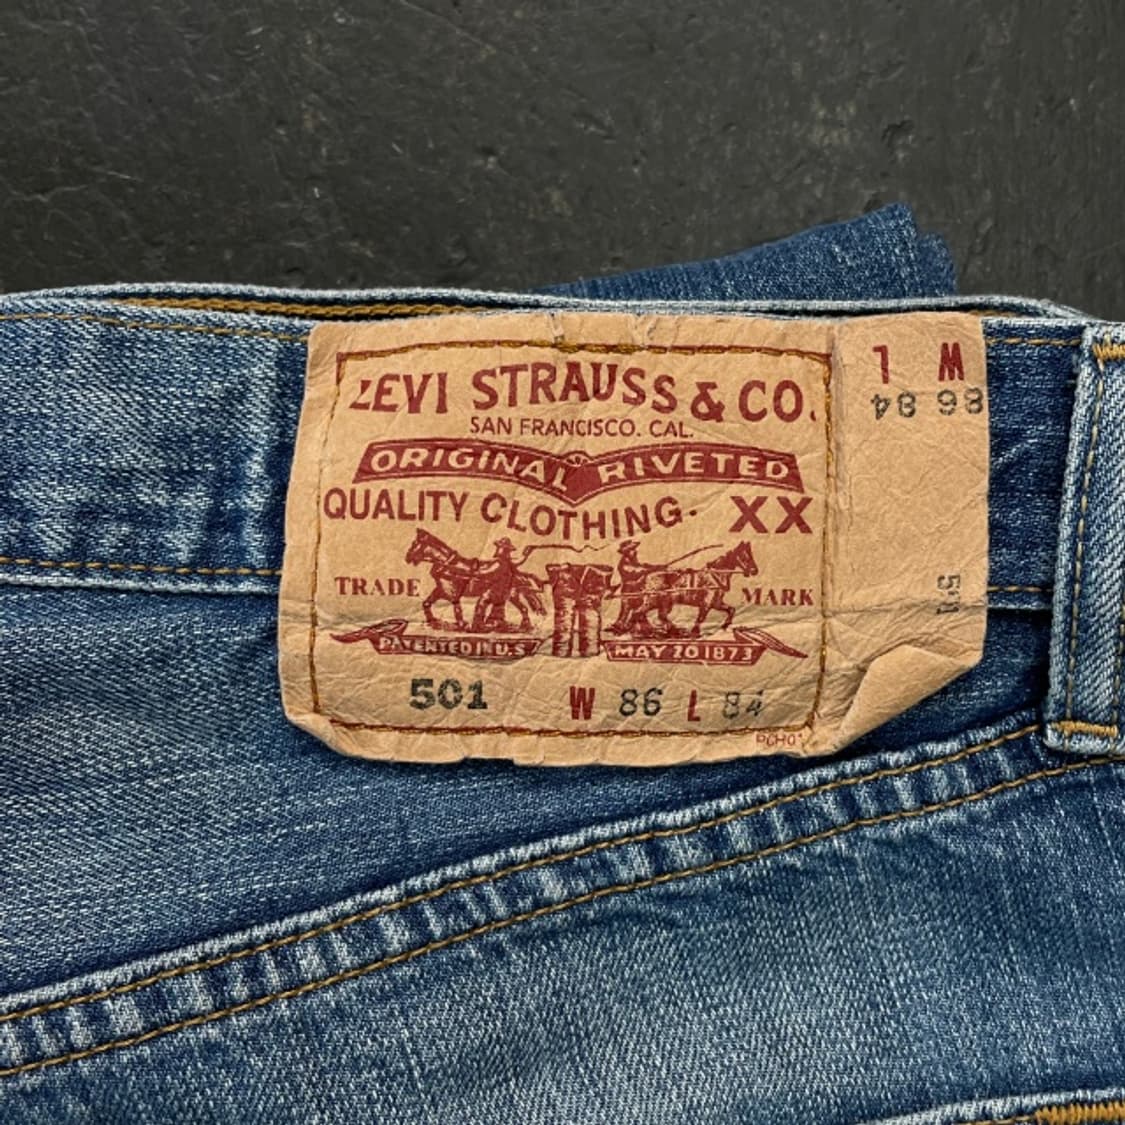 LEVI STRAUSS & CO.
SAN FRANCISCO. CAL.
ORIGINAL RIVETED
QUALITY CLOTHING. XX
TRADE MARK
PATENTED IN U.S MAY 20 1873
501 W 86 L 84
W L
86 84